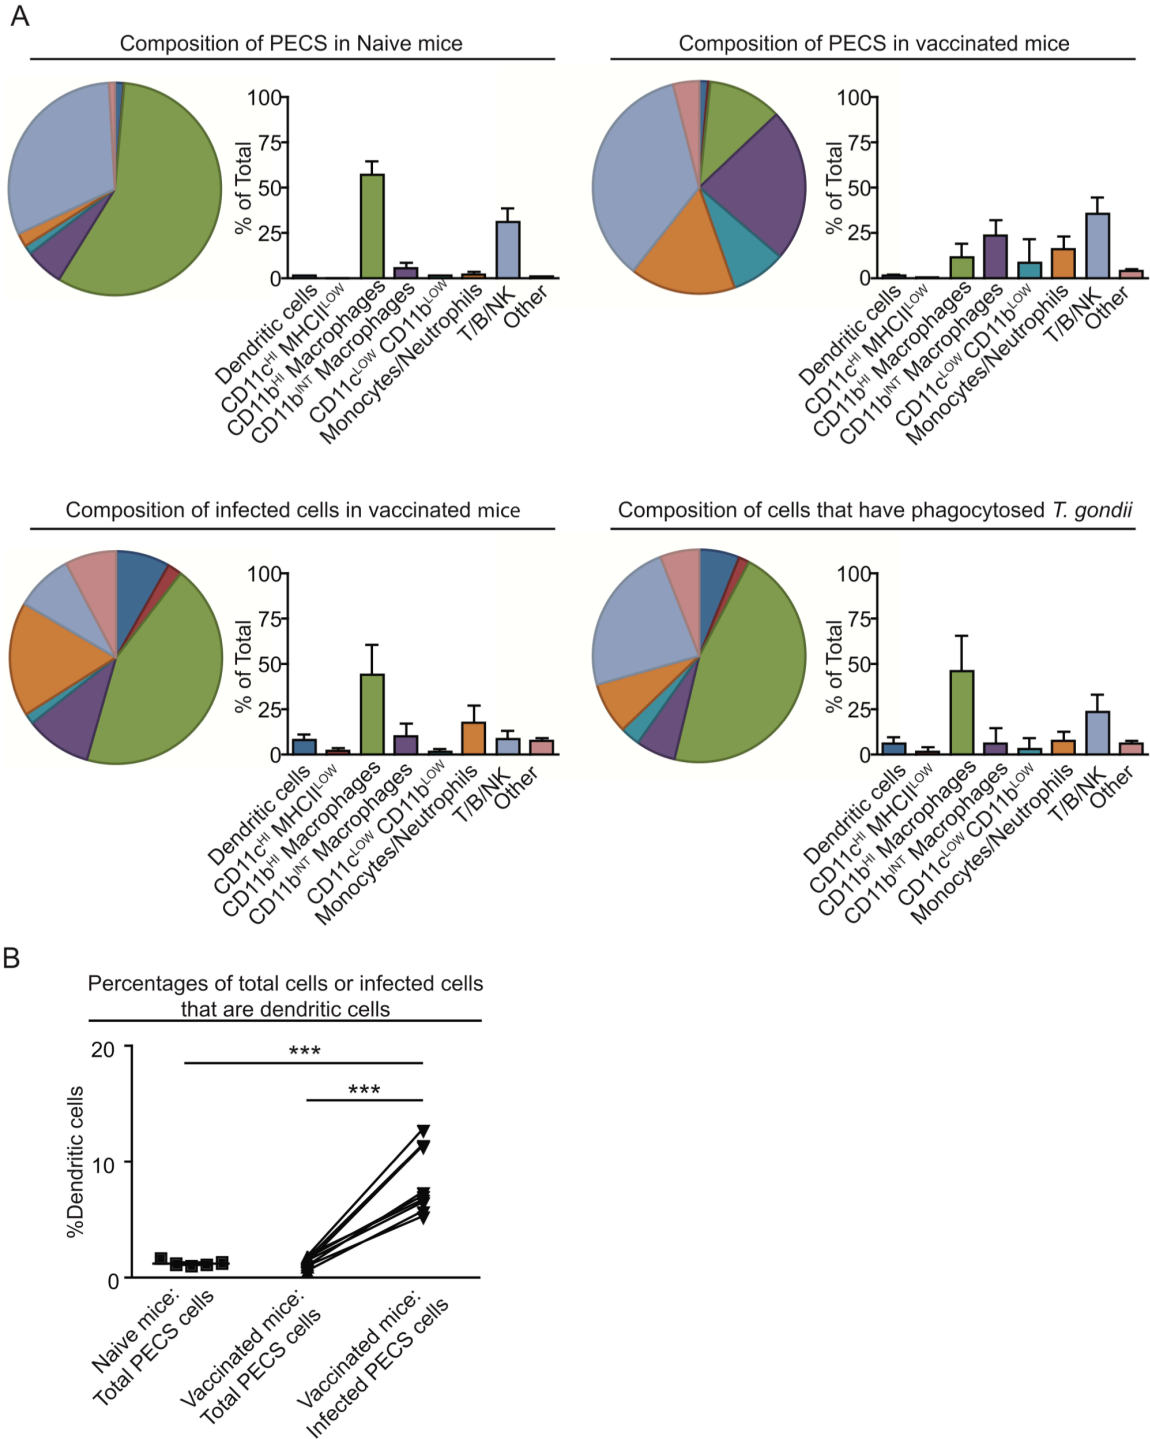 A
Composition of PECS in Naive mice
% of Total
100
75
50
25
0
Dendritic cells
CD11cHI MHCIILOW
CD11bHI Macrophages
CD11bINT Macrophages
CD11cLOW CD11bLOW
Monocytes/Neutrophils
T/B/NK
Other
Composition of PECS in vaccinated mice
% of Total
100
75
50
25
0
Dendritic cells
CD11cHI MHCIILOW
CD11bHI Macrophages
CD11bINT Macrophages
CD11cLOW CD11bLOW
Monocytes/Neutrophils
T/B/NK
Other
Composition of infected cells in vaccinated mice
% of Total
100
75
50
25
0
Dendritic cells
CD11cHI MHCIILOW
CD11bHI Macrophages
CD11bINT Macrophages
CD11cLOW CD11bLOW
Monocytes/Neutrophils
T/B/NK
Other
Composition of cells that have phagocytosed T. gondii
% of Total
100
75
50
25
0
Dendritic cells
CD11cHI MHCIILOW
CD11bHI Macrophages
CD11bINT Macrophages
CD11cLOW CD11bLOW
Monocytes/Neutrophils
T/B/NK
Other
B
Percentages of total cells or infected cells
that are dendritic cells
%Dendritic cells
20
10
0
***
***
Naive mice:
Total PECS cells
Vaccinated mice:
Total PECS cells
Vaccinated mice:
Infected PECS cells